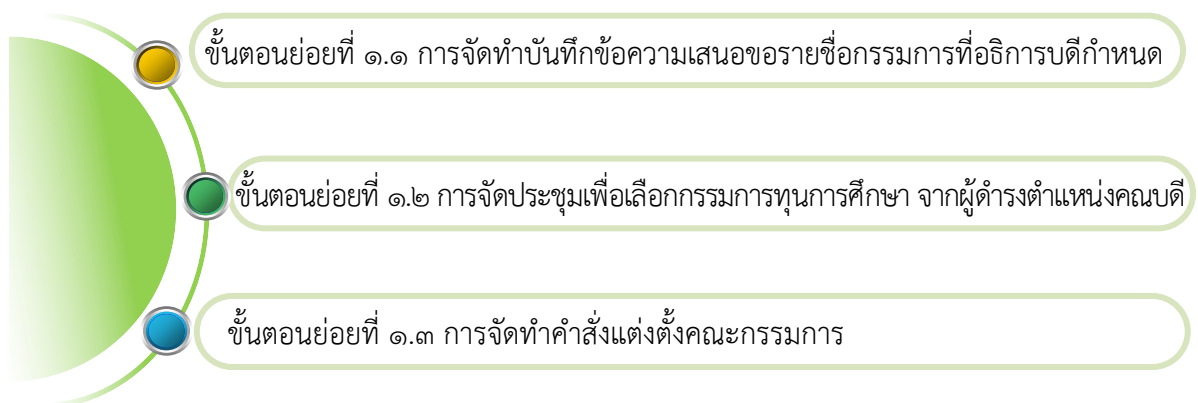 ขั้นตอนย่อยที่ ๑.๑ การจัดทำบันทึกข้อความเสนอขอรายชื่อกรรมการที่อธิการบดีกำหนด
ขั้นตอนย่อยที่ ๑.๒ การจัดประชุมเพื่อเลือกกรรมการทุนการศึกษา จากผู้ดำรงตำแหน่งคณบดี
ขั้นตอนย่อยที่ ๑.๓ การจัดทำคำสั่งแต่งตั้งคณะกรรมการ